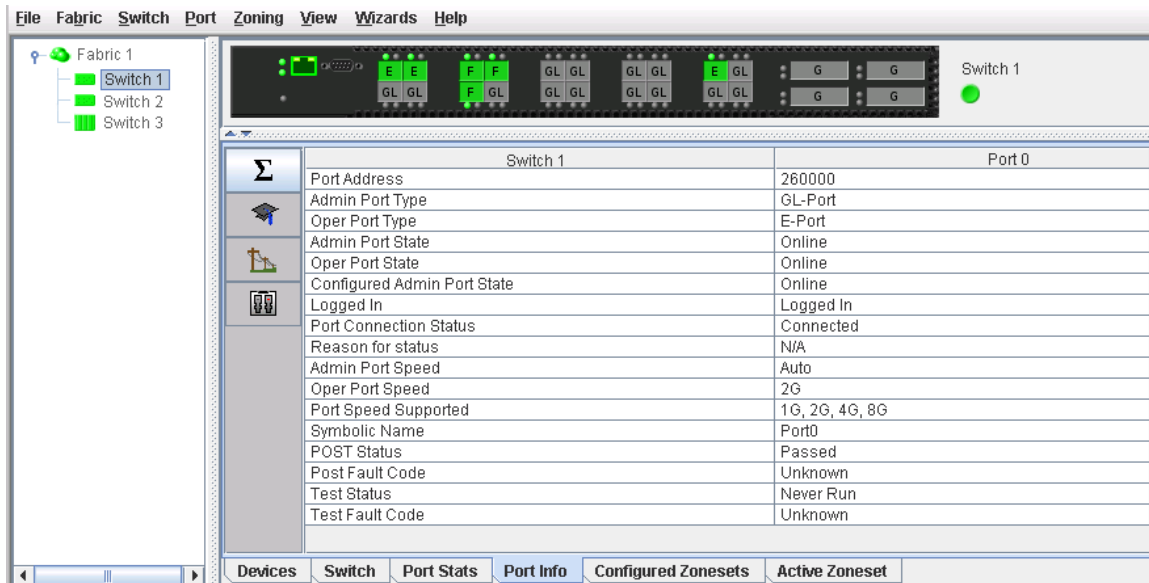 File Fabric Switch Port Zoning View Wizards Help
Fabric 1
Switch 1
Switch 2
Switch 3
E E F F GL GL GL GL E GL G G
GL GL F GL GL GL GL GL GL GL G G
Switch 1
Σ
Switch 1 Port 0
Port Address 260000
Admin Port Type GL-Port
Oper Port Type E-Port
Admin Port State Online
Oper Port State Online
Configured Admin Port State Online
Logged In Logged In
Port Connection Status Connected
Reason for status N/A
Admin Port Speed Auto
Oper Port Speed 2G
Port Speed Supported 1G, 2G, 4G, 8G
Symbolic Name Port0
POST Status Passed
Post Fault Code Unknown
Test Status Never Run
Test Fault Code Unknown
Devices Switch Port Stats Port Info Configured Zonesets Active Zoneset